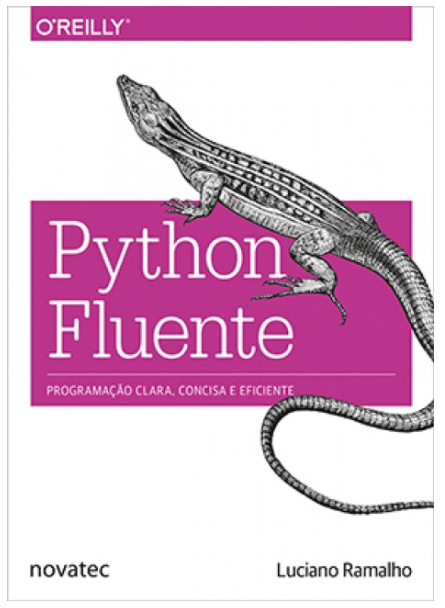 O'REILLY®
Python
Fluente
PROGRAMAÇÃO CLARA, CONCISA E EFICIENTE
novatec
Luciano Ramalho